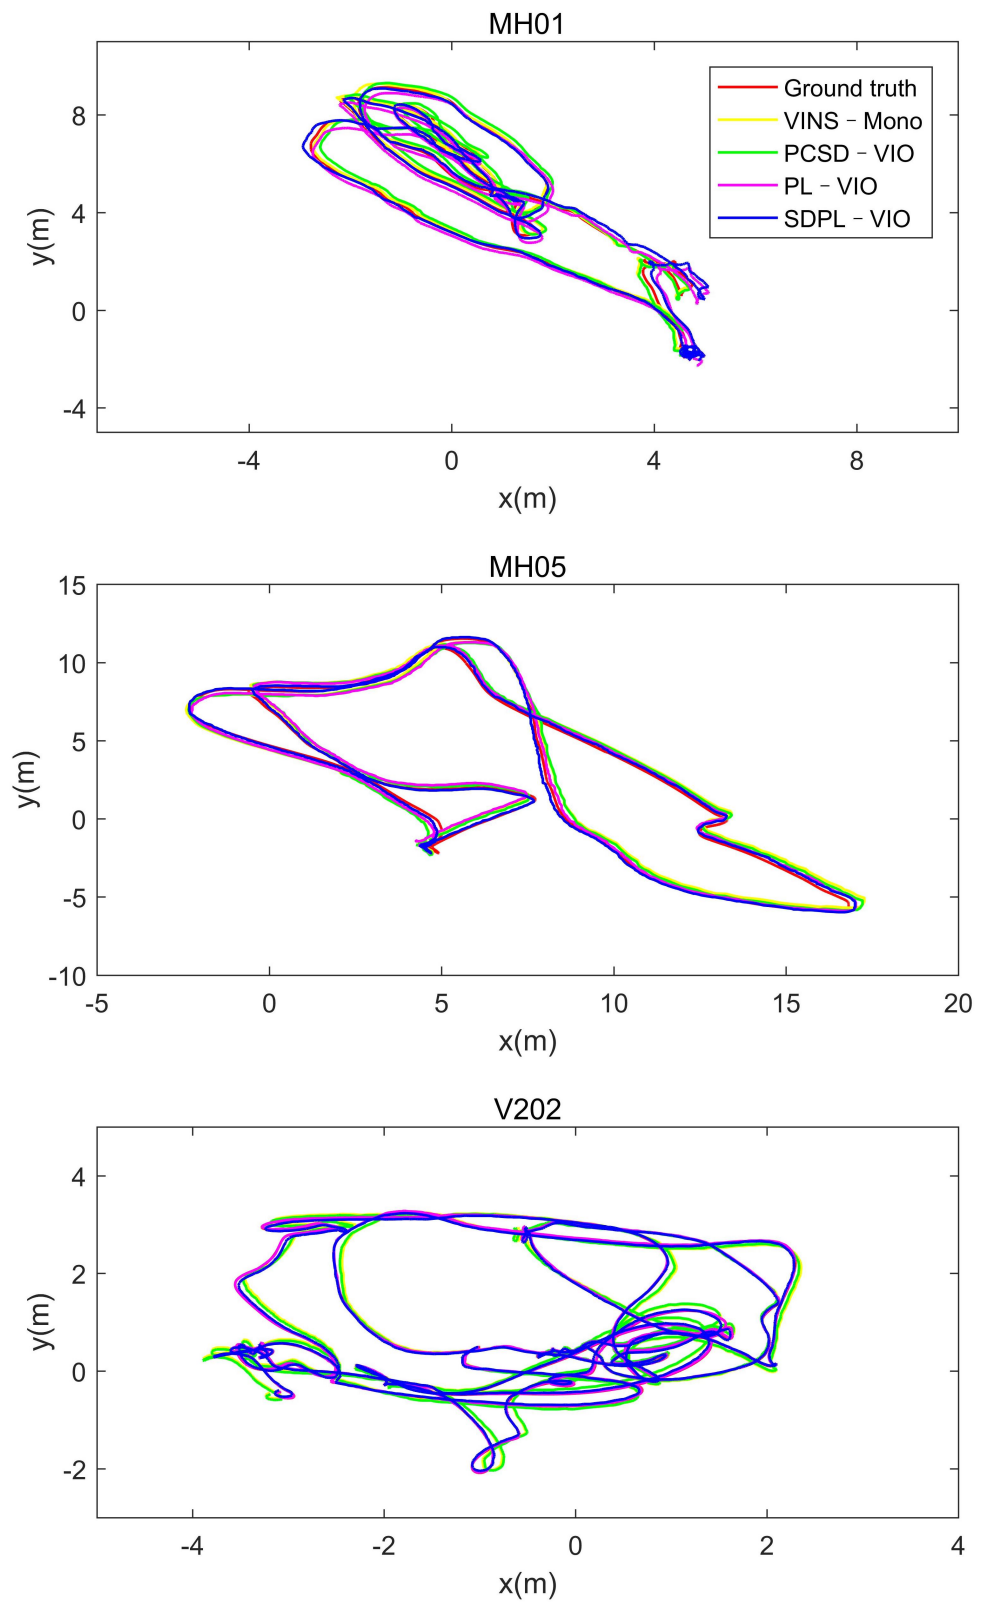 MH01
Ground truth
VINS - Mono
PCSD - VIO
PL - VIO
SDPL - VIO
8
4
0
-4
y(m)
-4 0 4 8
x(m)
MH05
15
10
5
0
-5
-10
y(m)
-5 0 5 10 15 20
x(m)
V202
4
2
0
-2
y(m)
-4 -2 0 2 4
x(m)